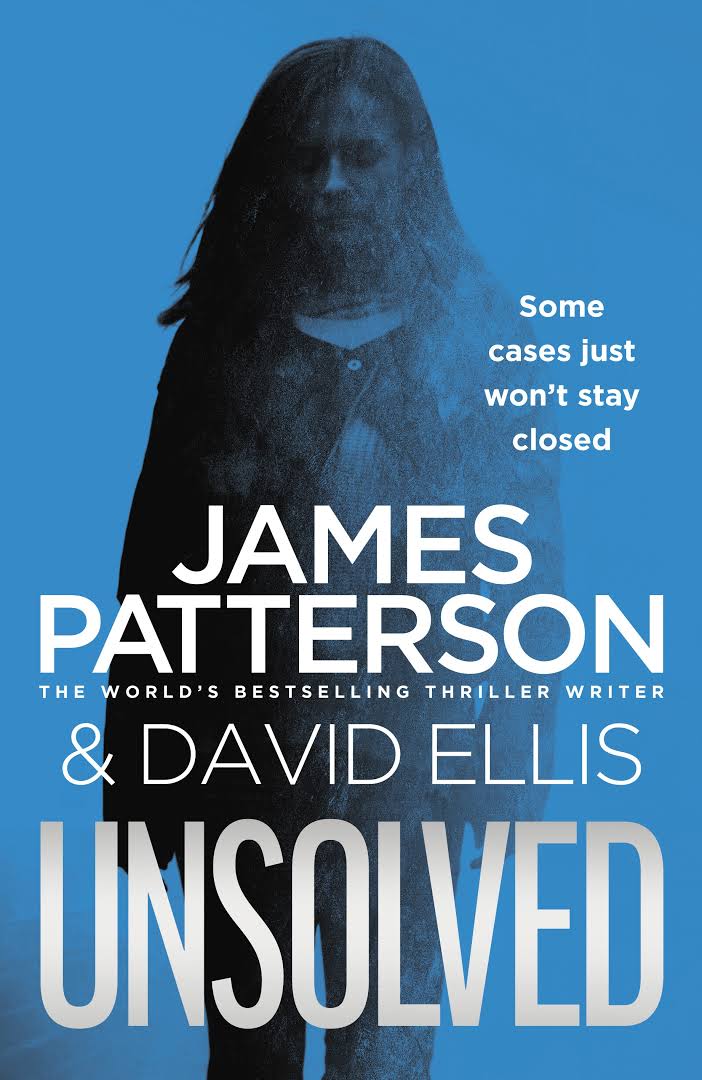 Some
cases just
won't stay
closed
JAMES
PATTERSON
THE WORLD'S BESTSELLING THRILLER WRITER
& DAVID ELLIS
UNSOLVED